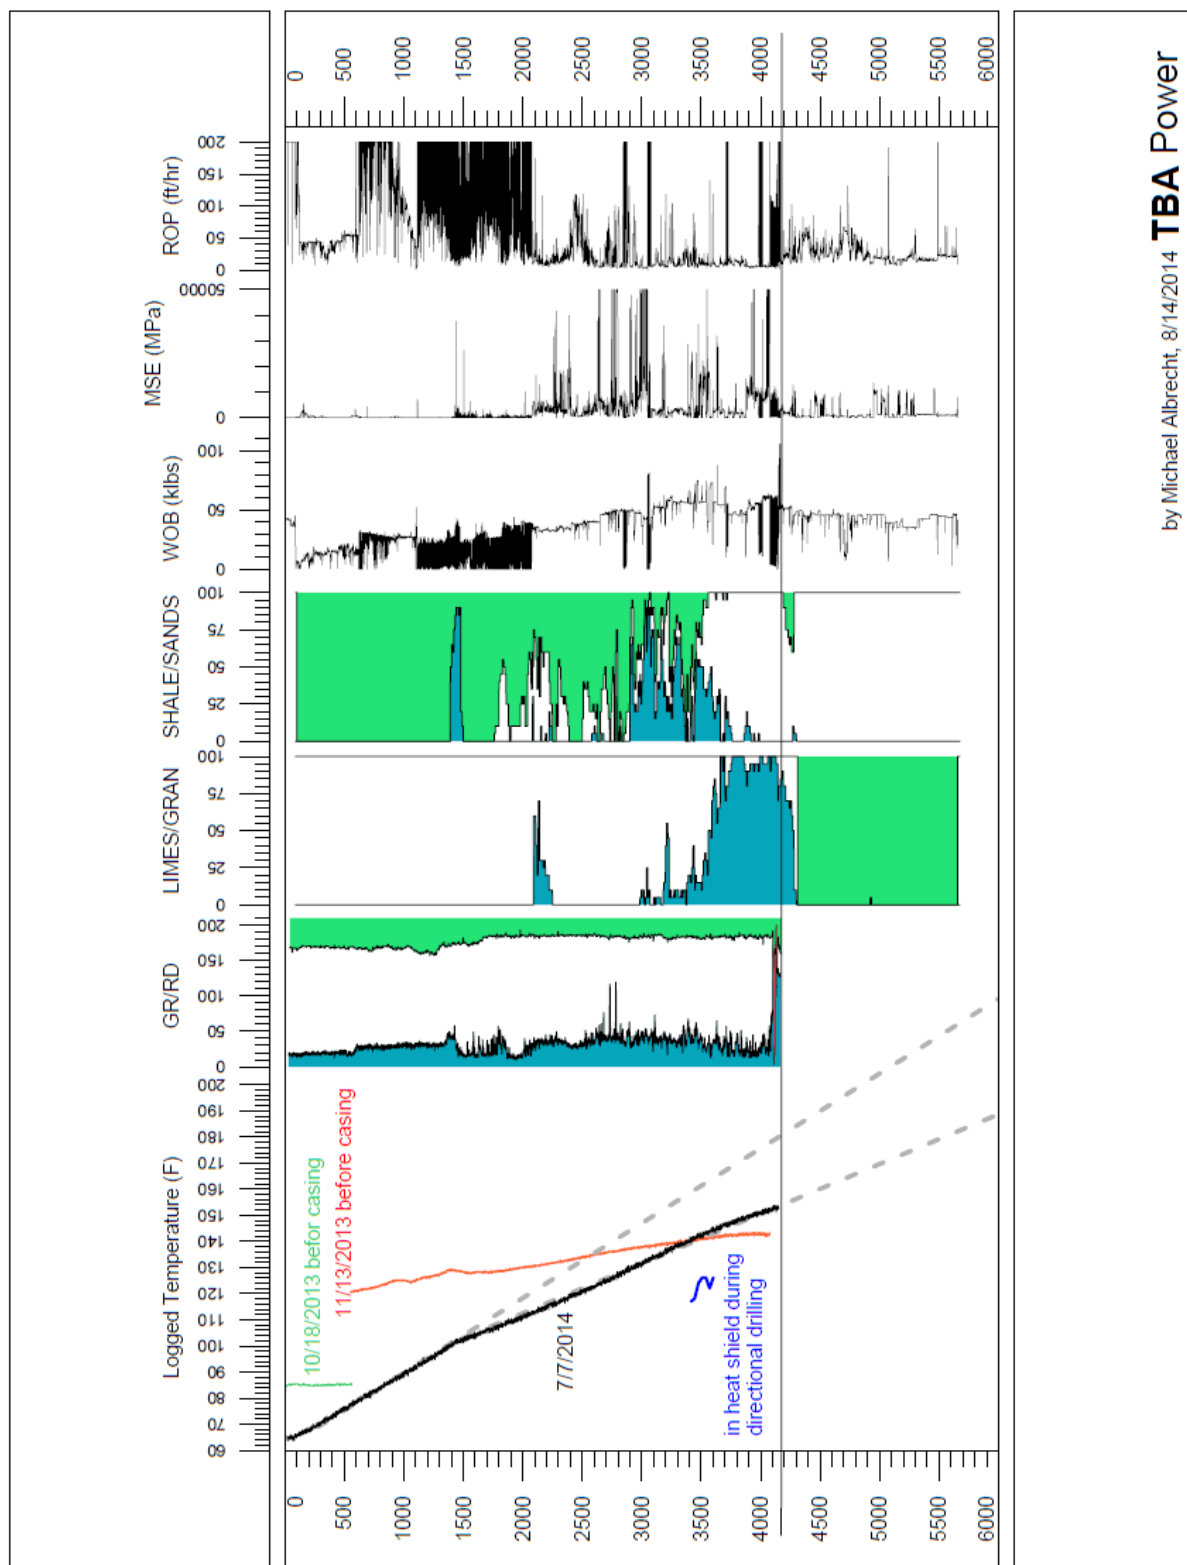 0 500 1000 1500 2000 2500 3000 3500 4000 4500 5000 5500 6000
ROP (ft/hr)
0 50 100 150 200
MSE (MPa)
0 50000
WOB (klbs)
0 50 100
SHALE/SANDS
0 25 50 75 100
LIMES/GRAN
0 25 50 75 100
GR/RD
0 50 100 150 200
Logged Temperature (F)
60 70 80 90 100 110 120 130 140 150 160 170 180 190 200
10/18/2013 befor casing
11/13/2013 before casing
7/7/2014
in heat shield during
directional drilling
0 500 1000 1500 2000 2500 3000 3500 4000 4500 5000 5500 6000
by Michael Albrecht, 8/14/2014 TBA Power